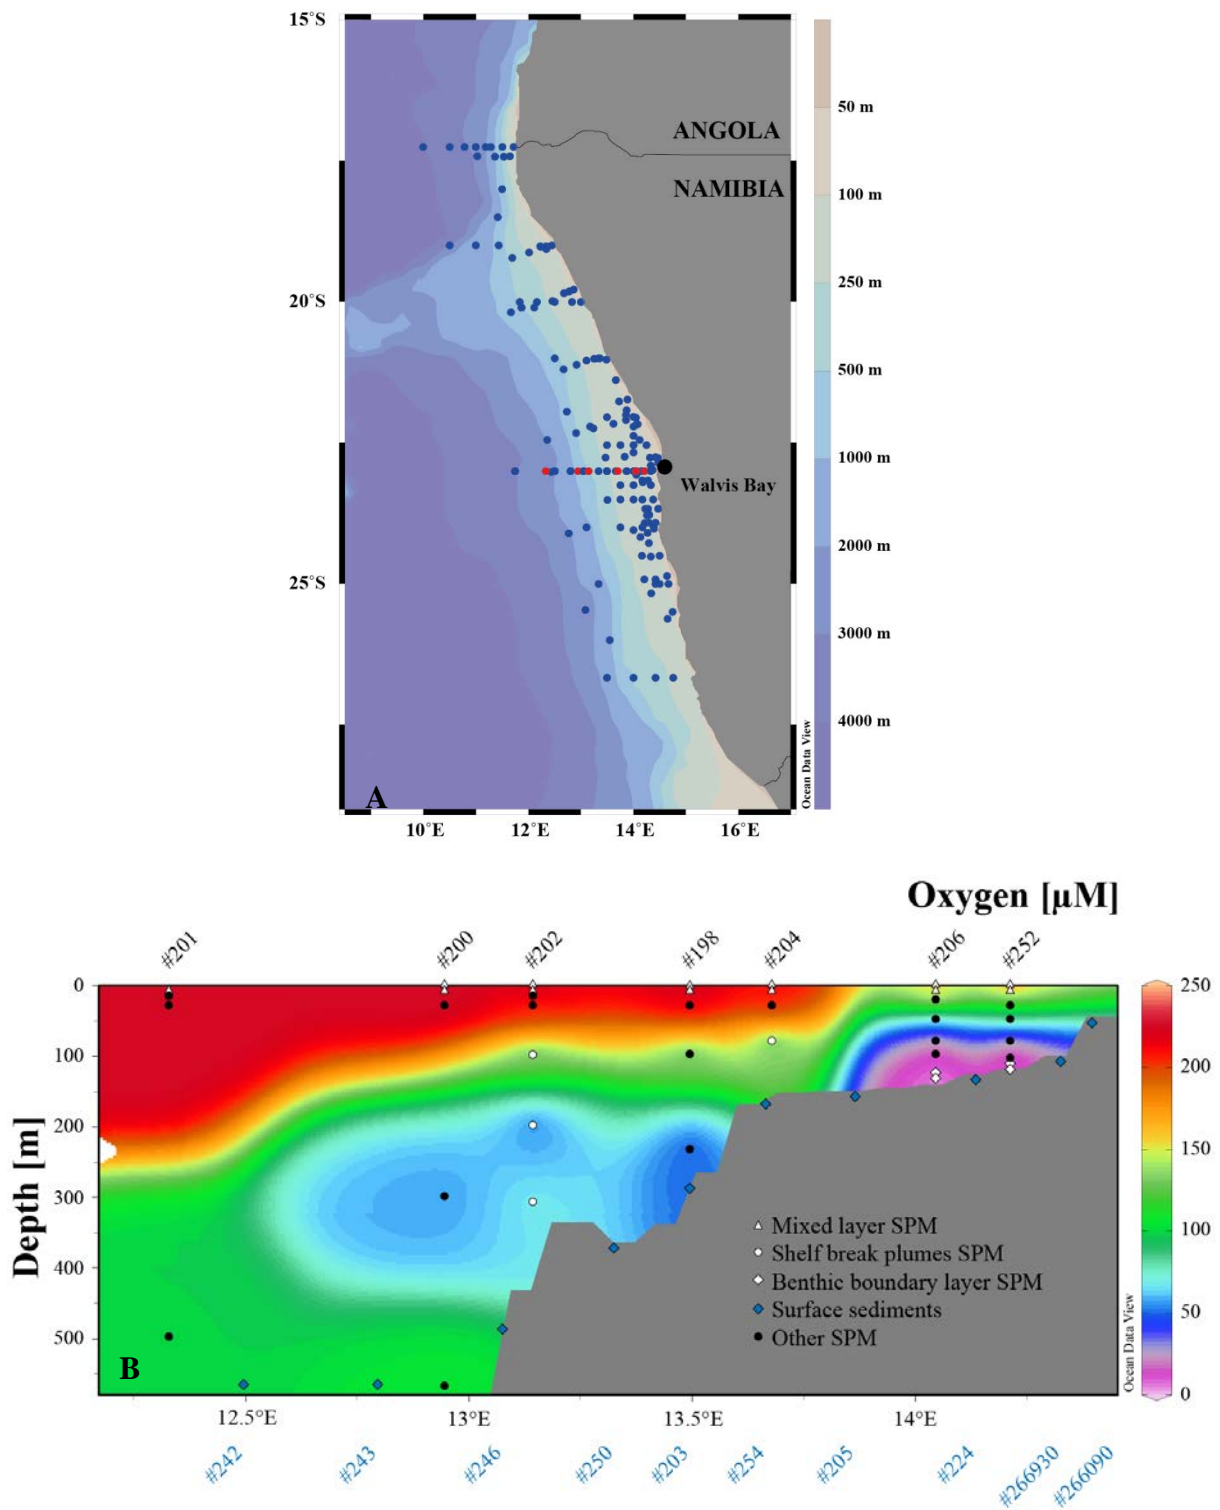 15°S
50 m
ANGOLA
NAMIBIA
100 m
250 m
20°S
500 m
1000 m
Walvis Bay
2000 m
25°S
3000 m
4000 m
Ocean Data View
A
10°E
12°E
14°E
16°E
Oxygen [µM]
#201
#200
#202
#198
#204
#206
#252
0
100
200
300
400
500
Depth [m]
250
200
150
100
50
0
Mixed layer SPM
Shelf break plumes SPM
Benthic boundary layer SPM
Surface sediments
Other SPM
Ocean Data View
B
12.5°E
13°E
13.5°E
14°E
#242
#243
#246
#250
#203
#254
#205
#224
#266930
#266090